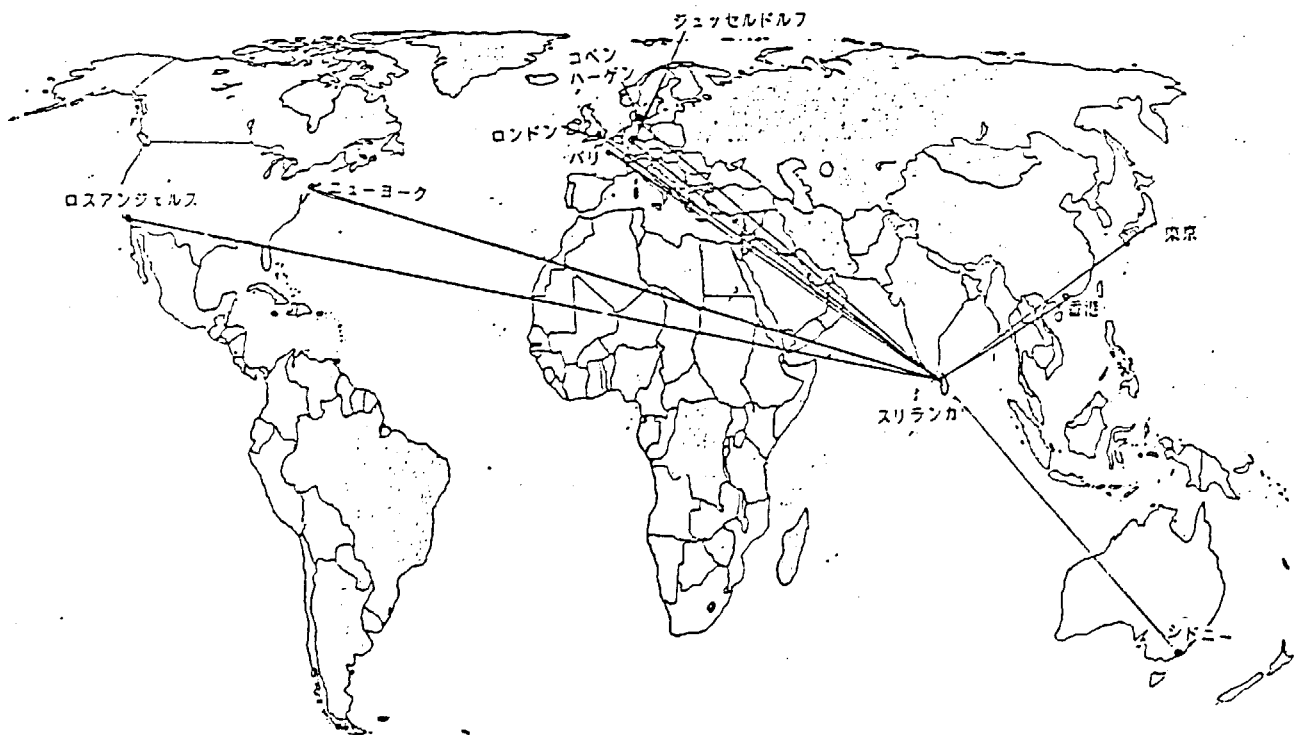 ジュッセルドルフ
コペン
ハーゲン
ロンドン
パリ
ニューヨーク
ロスアンジェルス
東京
香港
スリランカ
シドニー